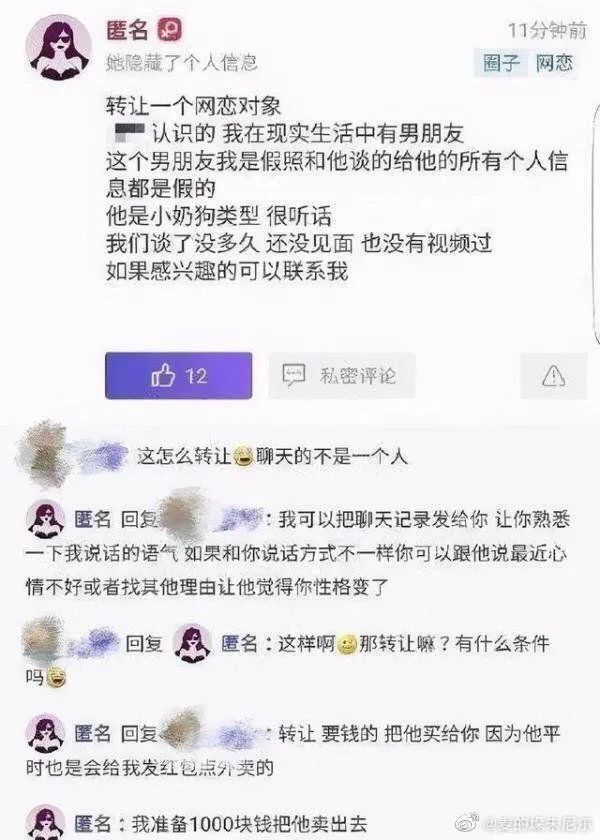 匿名
11分钟前
她隐藏了个人信息
圈子 网恋
转让一个网恋对象
认识的 我在现实生活中有男朋友
这个男朋友我是假照和他谈的给他的所有个人信
息都是假的
他是小奶狗类型 很听话
我们谈了没多久 还没见面 也没有视频过
如果感兴趣的可以联系我
12
私密评论
这怎么转让😅聊天的不是一个人
匿名 回复 : 我可以把聊天记录发给你 让你熟悉
一下我说话的语气 如果和你说话方式不一样你可以跟他说最近心
情不好或者找其他理由让他觉得你性格变了
回复 匿名：这样啊🥴那转让嘛？有什么条件
吗😅
匿名 回复 : 转让 要钱的 把他买给你 因为他平
时也是会给我发红包点外卖的
匿名：我准备1000块钱把他卖出去